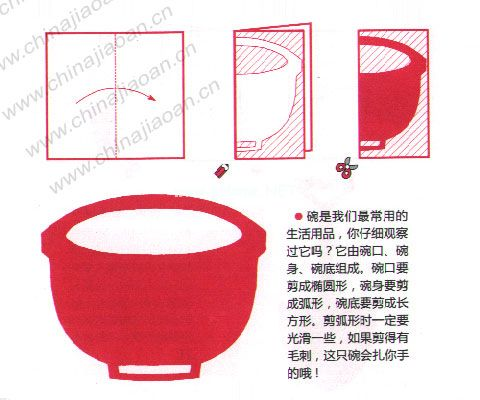 www.chinajiaoan.cn
www.chinajiaoan.cn
www.chinajiaoan.cn
● 碗是我们最常用的
生活用品，你仔细观察
过它吗？它由碗口、碗
身、碗底组成。碗口要
剪成椭圆形，碗身要剪
成弧形，碗底要剪成长
方形。剪弧形时一定要
光滑一些，如果剪得有
毛刺，这只碗会扎你手
的哦！